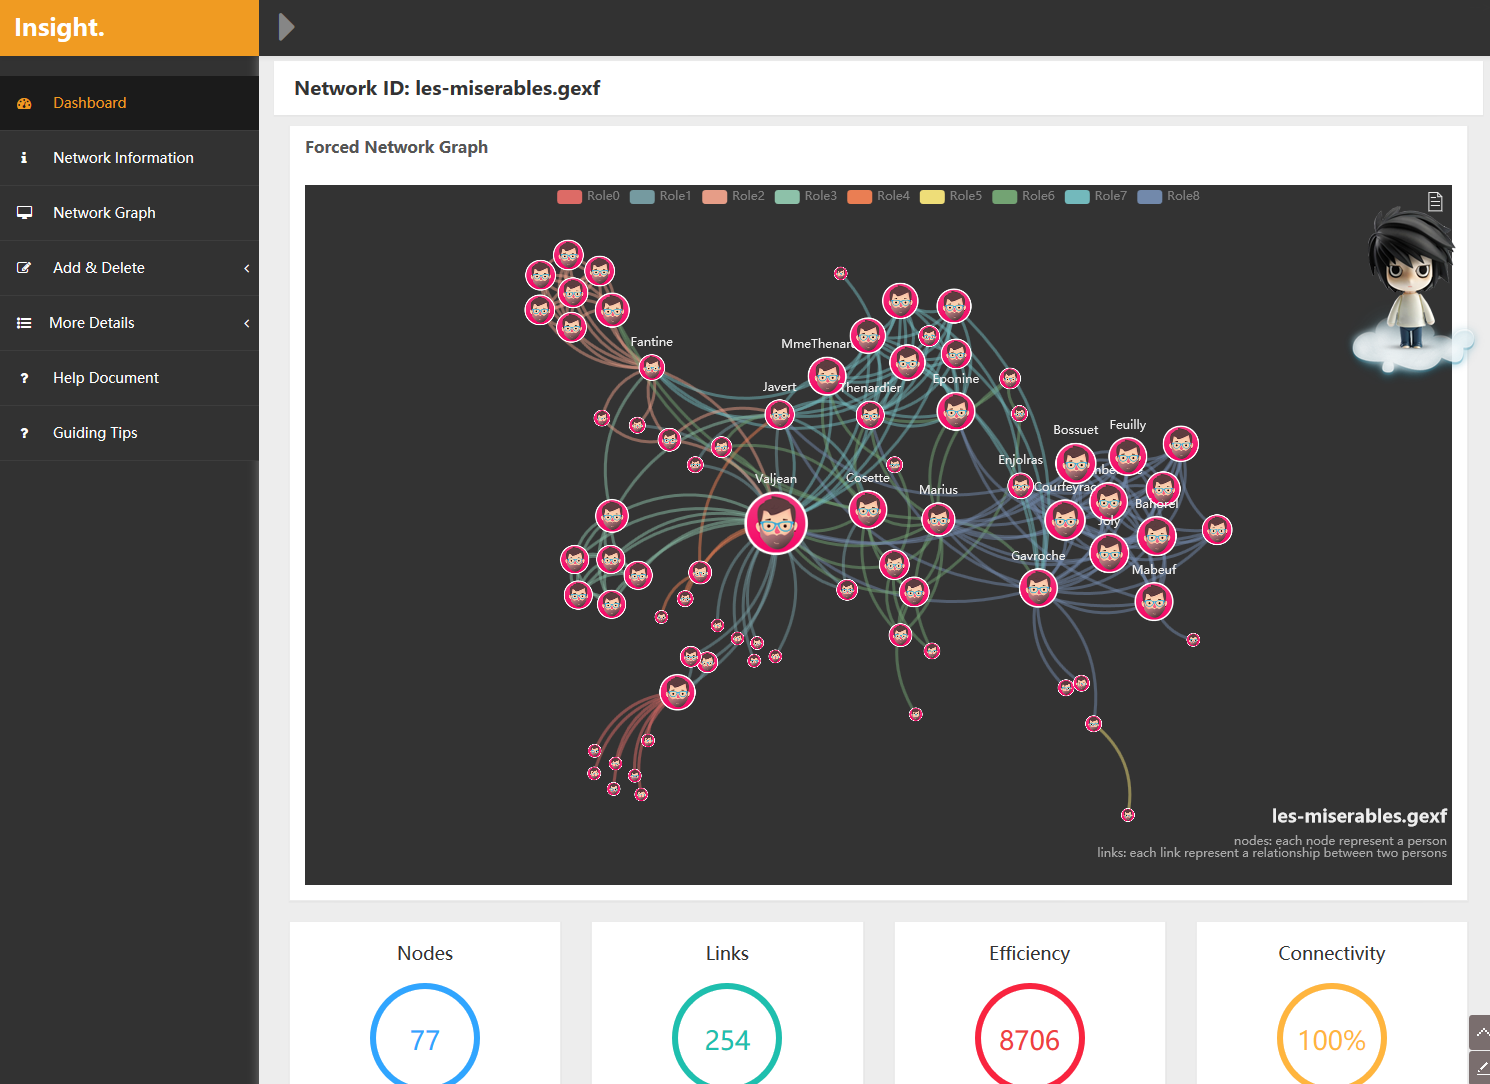 Insight.
Dashboard
Network Information
Network Graph
Add & Delete
More Details
Help Document
Guiding Tips
Network ID: les-miserables.gexf
Forced Network Graph
Role0 Role1 Role2 Role3 Role4 Role5 Role6 Role7 Role8
Fantine
MmeThenar
Javert
Thenardier
Eponine
Bossuet
Feuilly
Enjolras
Valjean
Cosette
Marius
Courfeyrac
Bahorel
Joly
Gavroche
Mabeuf
les-miserables.gexf
nodes: each node represent a person
links: each link represent a relationship between two persons
Nodes
Links
Efficiency
Connectivity
77
254
8706
100%